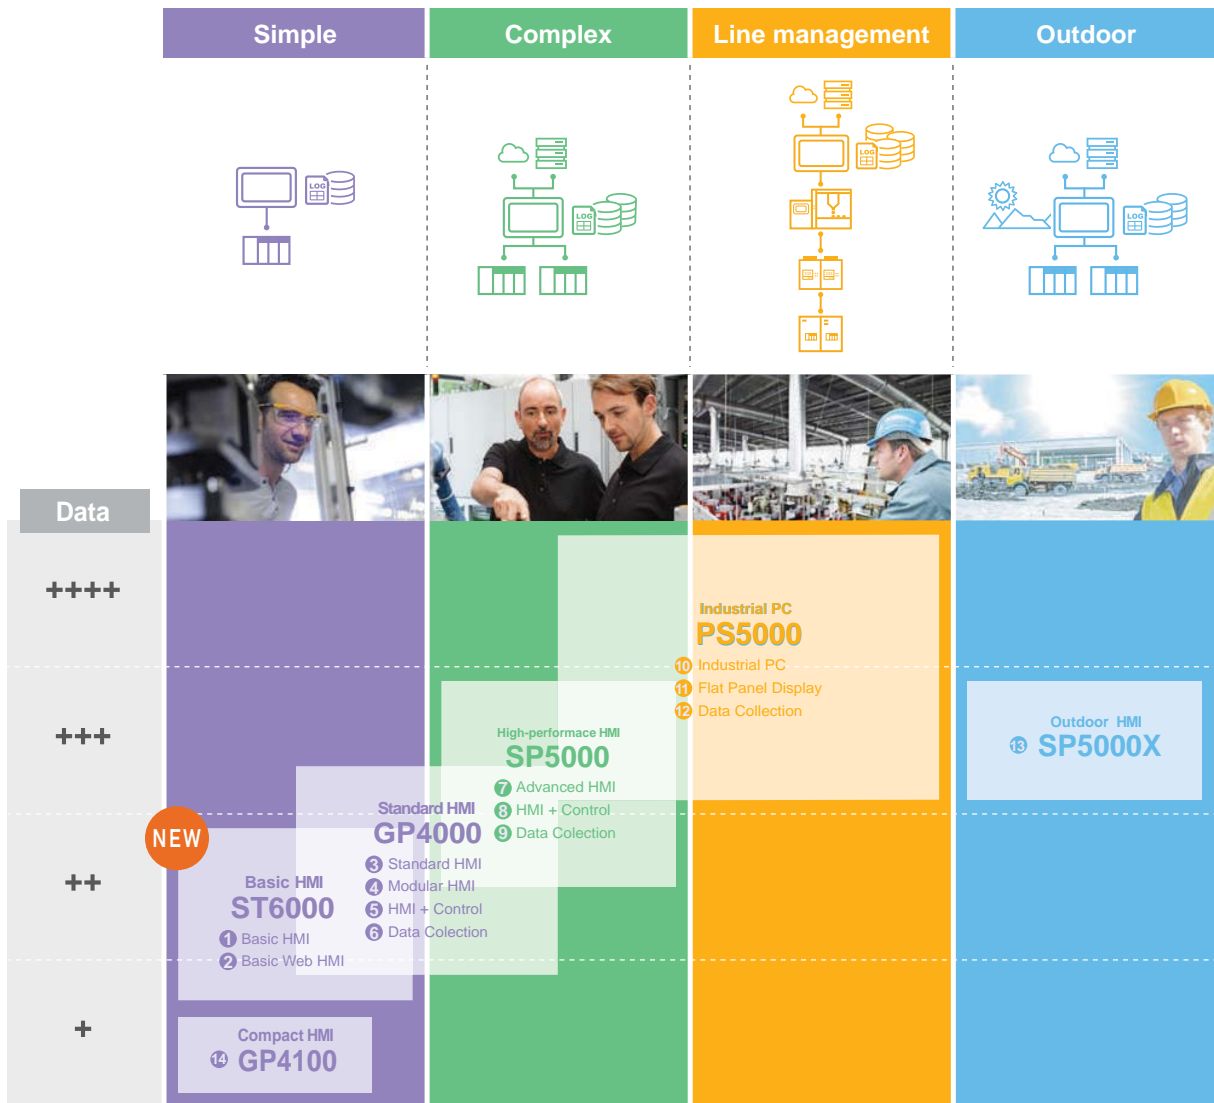 Simple
Complex
Line management
Outdoor
LOG
LOG
LOG
LOG
Data
++++
+++
++
+
Industrial PC
PS5000
10 Industrial PC
11 Flat Panel Display
12 Data Collection
Outdoor HMI
13 SP5000X
High-performace HMI
SP5000
7 Advanced HMI
8 HMI + Control
9 Data Colection
Standard HMI
GP4000
3 Standard HMI
4 Modular HMI
5 HMI + Control
6 Data Colection
NEW
Basic HMI
ST6000
1 Basic HMI
2 Basic Web HMI
Compact HMI
14 GP4100